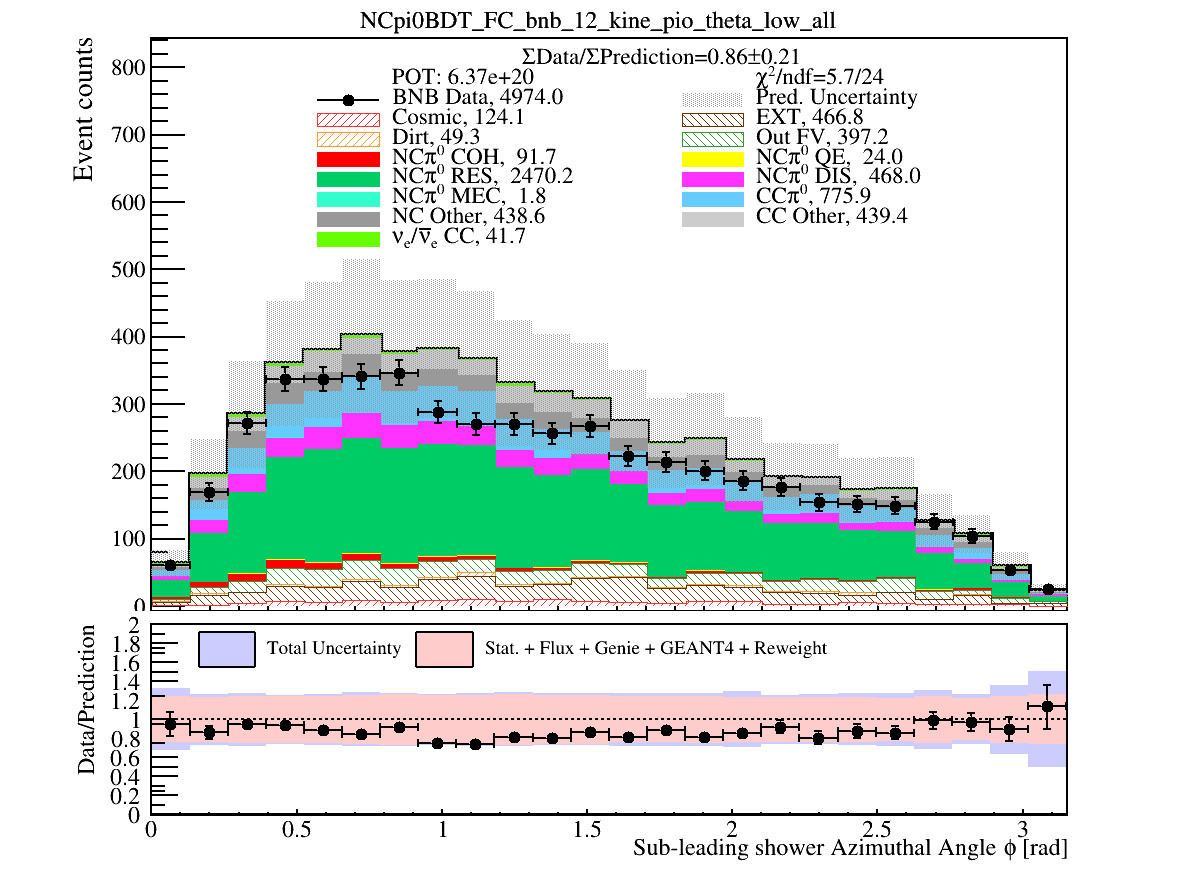 NCpi0BDT_FC_bnb_12_kine_pio_theta_low_all
ΣData/ΣPrediction=0.86±0.21
POT: 6.37e+20
χ²/ndf=5.7/24
BNB Data, 4974.0
Pred. Uncertainty
Cosmic, 124.1
EXT, 466.8
Dirt, 49.3
Out FV, 397.2
NCπ⁰ COH, 91.7
NCπ⁰ QE, 24.0
NCπ⁰ RES, 2470.2
NCπ⁰ DIS, 468.0
NCπ⁰ MEC, 1.8
CCπ⁰, 775.9
NC Other, 438.6
CC Other, 439.4
νₑ/ν̅ₑ CC, 41.7
Event counts
800
700
600
500
400
300
200
100
0
Total Uncertainty
Stat. + Flux + Genie + GEANT4 + Reweight
Data/Prediction
2
1.8
1.6
1.4
1.2
1
0.8
0.6
0.4
0.2
0
0 0.5 1 1.5 2 2.5 3
Sub-leading shower Azimuthal Angle ϕ [rad]